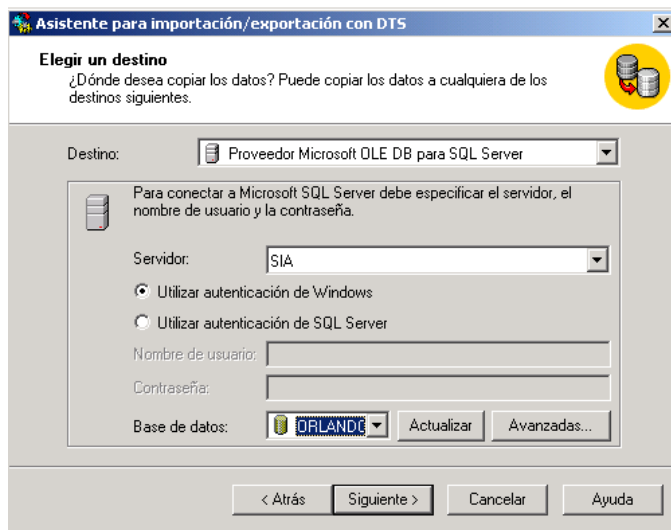 Asistente para importación/exportación con DTS
Elegir un destino
¿Dónde desea copiar los datos? Puede copiar los datos a cualquiera de los
destinos siguientes.
Destino: Proveedor Microsoft OLE DB para SQL Server
Para conectar a Microsoft SQL Server debe especificar el servidor, el
nombre de usuario y la contraseña.
Servidor: SIA
Utilizar autenticación de Windows
Utilizar autenticación de SQL Server
Nombre de usuario:
Contraseña:
Base de datos: ORLANDO Actualizar Avanzadas...
< Atrás Siguiente > Cancelar Ayuda